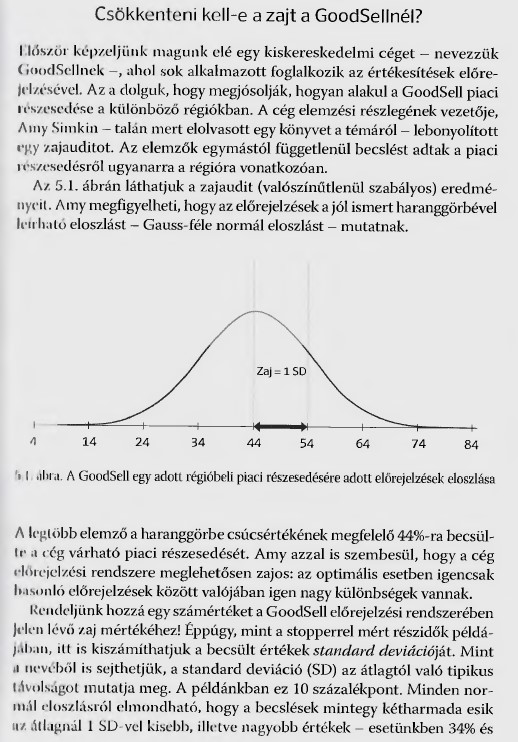 Csökkenteni kell-e a zajt a GoodSellnél?
Először képzeljünk magunk elé egy kiskereskedelmi céget – nevezzük
GoodSellnek –, ahol sok alkalmazott foglalkozik az értékesítések előre-
jelzésével. Az a dolguk, hogy megjósolják, hogyan alakul a GoodSell piaci
részesedése a különböző régiókban. A cég elemzési részlegének vezetője,
Amy Simkin – talán mert elolvasott egy könyvet a témáról – lebonyolított
egy zajauditot. Az elemzők egymástól függetlenül becslést adtak a piaci
részesedésről ugyanarra a régióra vonatkozóan.
Az 5.1. ábrán láthatjuk a zajaudit (valószínűtlenül szabályos) eredmé-
nyeit. Amy megfigyelheti, hogy az előrejelzések a jól ismert haranggörbével
leírható eloszlást – Gauss-féle normál eloszlást – mutatnak.
Zaj = 1 SD
4 14 24 34 44 54 64 74 84
5.1. ábra. A GoodSell egy adott régióbeli piaci részesedésére adott előrejelzések eloszlása
A legtöbb elemző a haranggörbe csúcsértékének megfelelő 44%-ra becsül-
te a cég várható piaci részesedését. Amy azzal is szembesül, hogy a cég
előrejelzési rendszere meglehetősen zajos: az optimális esetben igencsak
hasonló előrejelzések között valójában igen nagy különbségek vannak.
Rendeljünk hozzá egy számértéket a GoodSell előrejelzési rendszerében
jelen lévő zaj mértékéhez! Éppúgy, mint a stopperrel mért részidők példá-
jában, itt is kiszámíthatjuk a becsült értékek standard deviációját. Mint
a nevéből is sejthetjük, a standard deviáció (SD) az átlagtól való tipikus
távolságot mutatja meg. A példánkban ez 10 százalékpont. Minden nor-
mál eloszlásról elmondható, hogy a becslések mintegy kétharmada esik
az átlagnál 1 SD-vel kisebb, illetve nagyobb értékek – esetünkben 34% és